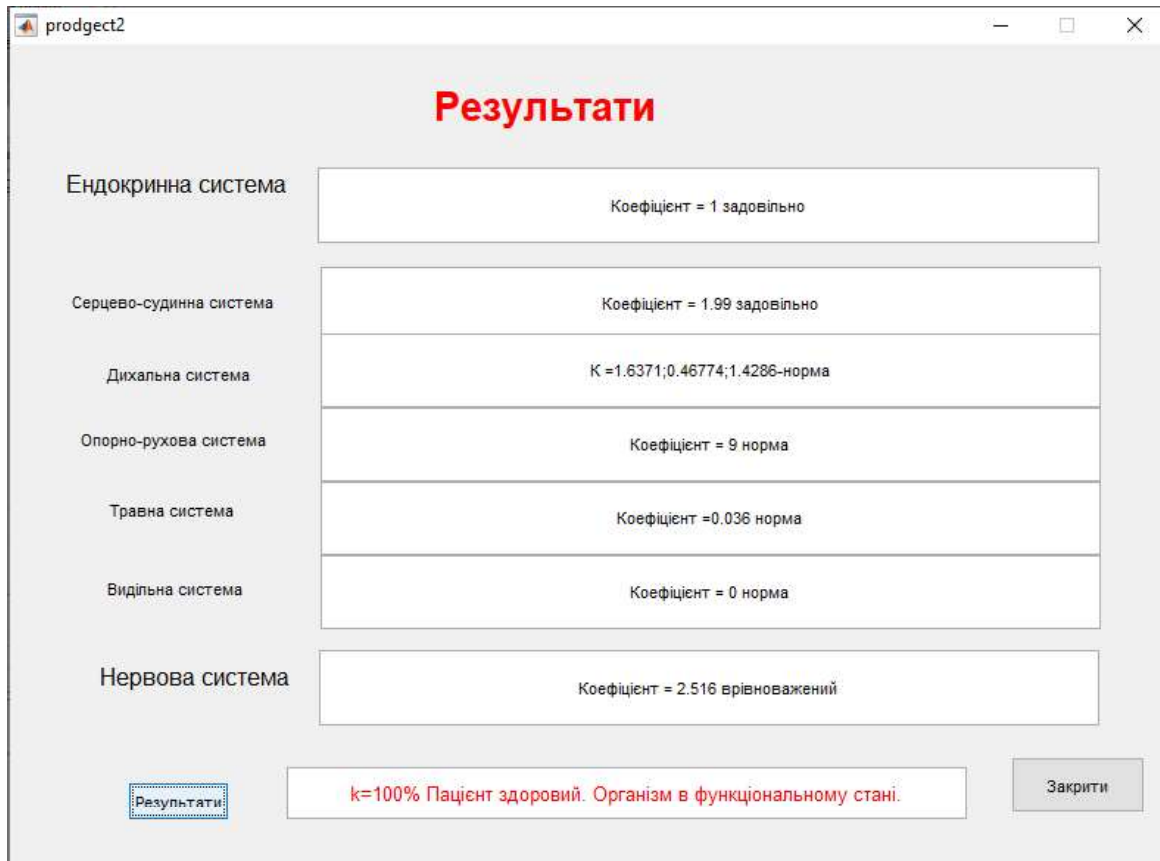 prodgect2
Результати
Ендокринна система
Коефіцієнт = 1 задовільно
Серцево-судинна система
Коефіцієнт = 1.99 задовільно
Дихальна система
К =1.6371;0.46774;1.4286-норма
Опорно-рухова система
Коефіцієнт = 9 норма
Травна система
Коефіцієнт =0.036 норма
Видільна система
Коефіцієнт = 0 норма
Нервова система
Коефіцієнт = 2.516 врівноважений
Результати
k=100% Пацієнт здоровий. Організм в функціональному стані.
Закрити